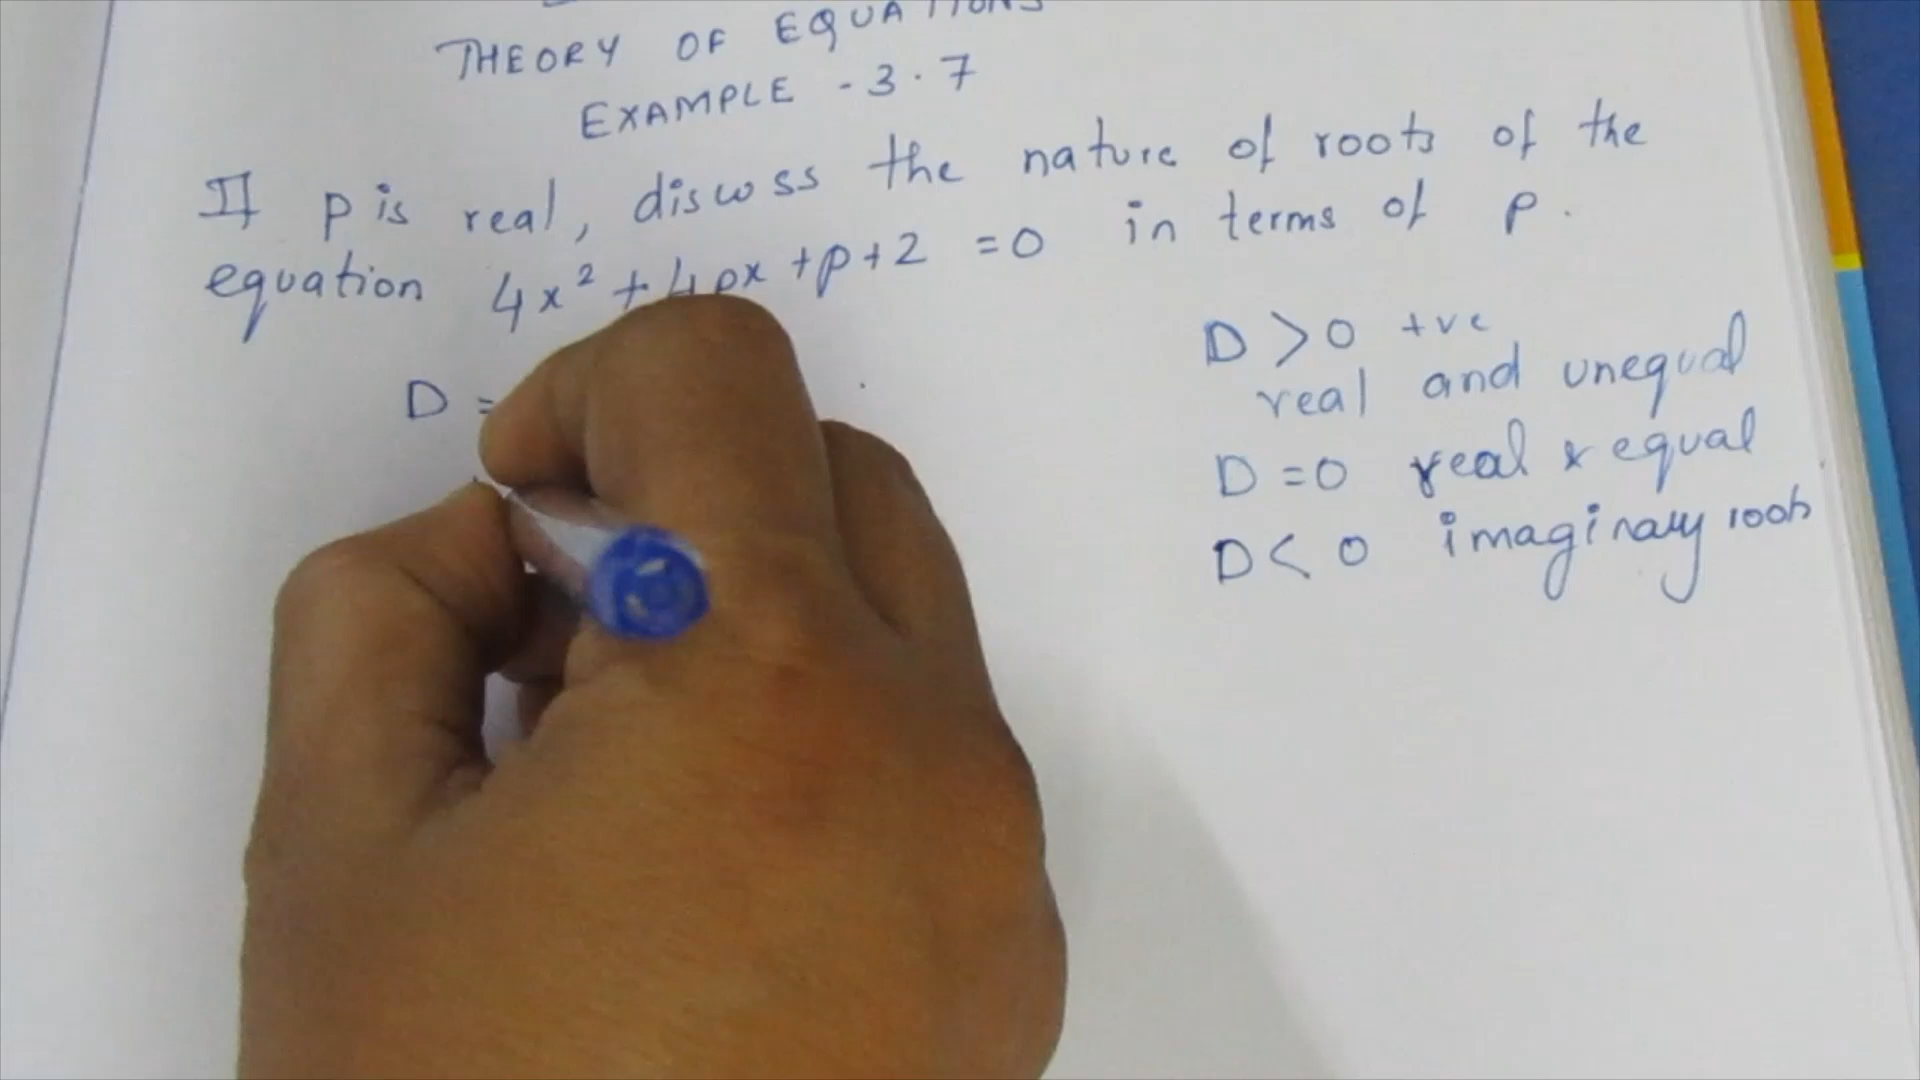 THEORY OF EQUATIONS
EXAMPLE - 3.7
If p is real, discuss the nature of roots of the
equation 4x² + 4px + p + 2 = 0 in terms of p.
D =
D > 0 +ve
real and unequal
D = 0 real & equal
D < 0 imaginary roots